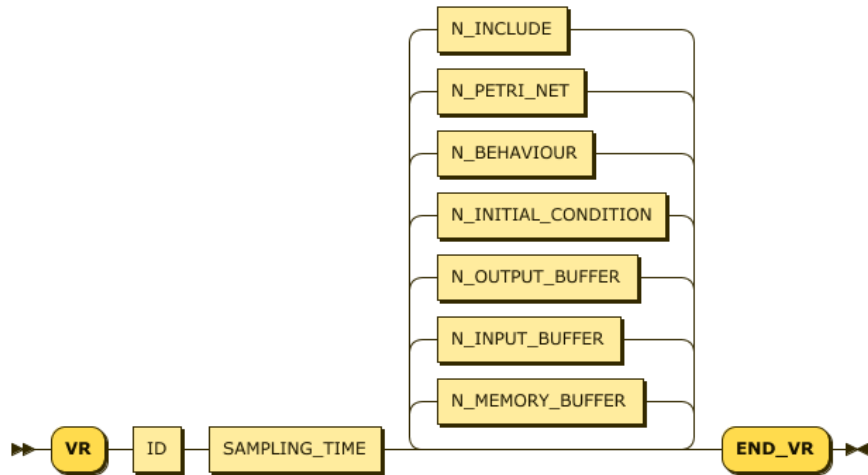 N_INCLUDE
N_PETRI_NET
N_BEHAVIOUR
N_INITIAL_CONDITION
N_OUTPUT_BUFFER
N_INPUT_BUFFER
N_MEMORY_BUFFER
VR ID SAMPLING_TIME END_VR